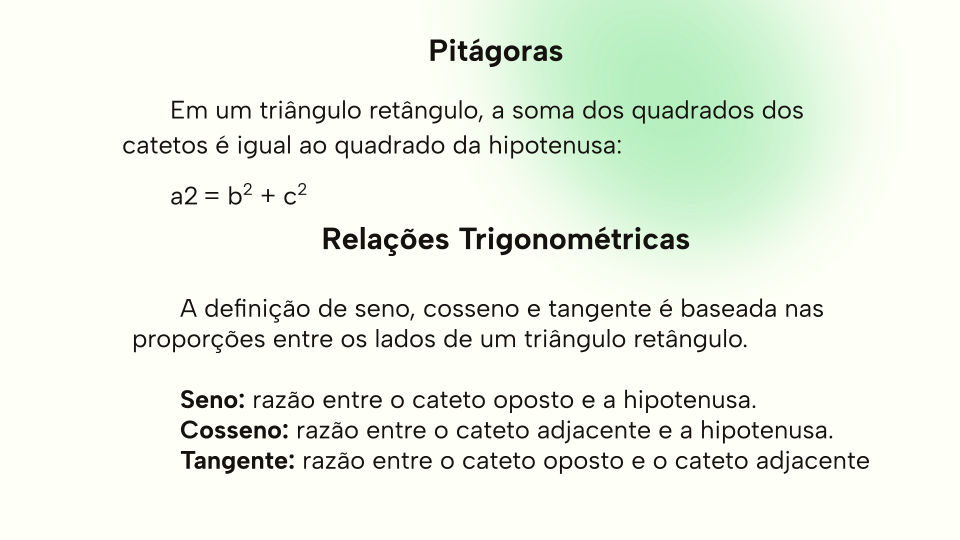 Pitágoras
Em um triângulo retângulo, a soma dos quadrados dos
catetos é igual ao quadrado da hipotenusa:
a2 = b² + c²
Relações Trigonométricas
A definição de seno, cosseno e tangente é baseada nas
proporções entre os lados de um triângulo retângulo.
Seno: razão entre o cateto oposto e a hipotenusa.
Cosseno: razão entre o cateto adjacente e a hipotenusa.
Tangente: razão entre o cateto oposto e o cateto adjacente